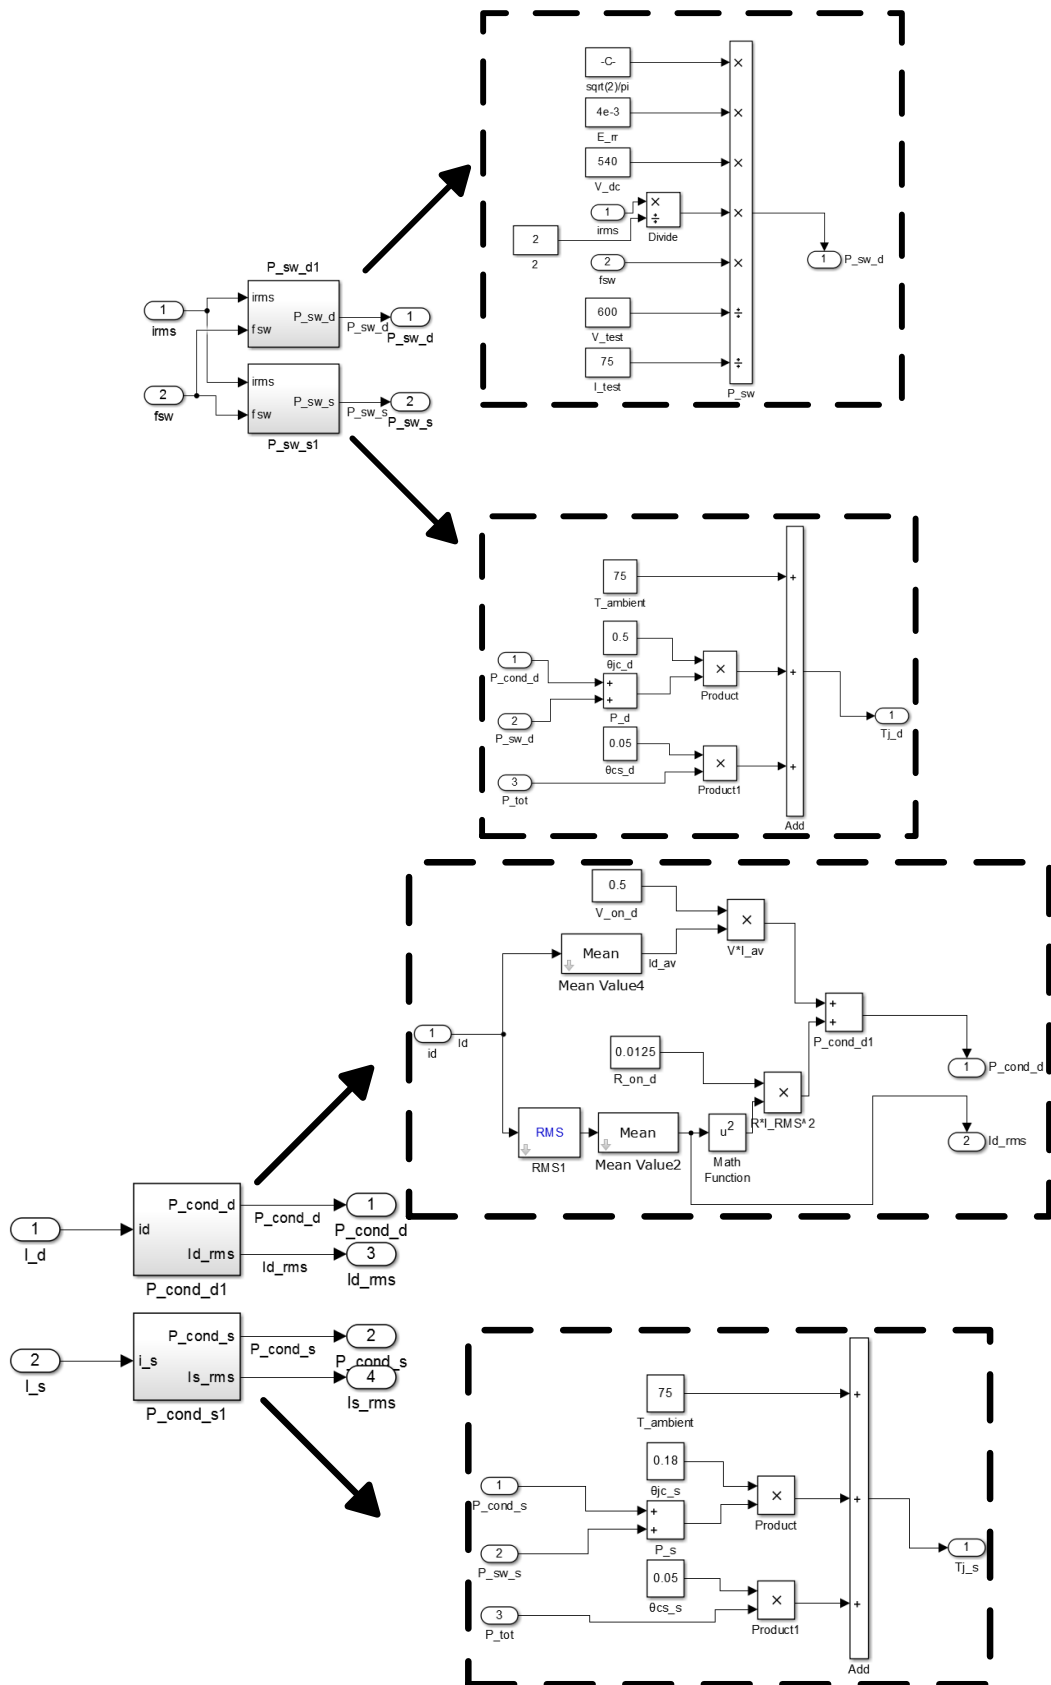 -C-
sqrt(2)/pi
4e-3
E_rr
540
V_dc
1
irms
×
÷
Divide
2
2
2
fsw
600
V_test
75
I_test
×
×
×
×
×
÷
÷
P_sw
1
P_sw_d
P_sw_d1
1
irms
irms
fsw
P_sw_d
P_sw_d
1
P_sw_d
2
fsw
irms
fsw
P_sw_s
P_sw_s
2
P_sw_s
P_sw_s1
75
T_ambient
0.5
θjc_d
1
P_cond_d
+
+
P_d
2
P_sw_d
×
Product
0.05
θcs_d
3
P_tot
×
Product1
+
+
+
Add
1
Tj_d
0.5
V_on_d
Mean
Mean Value4
Id_av
×
V*I_av
1
id
Id
+
+
P_cond_d1
0.0125
R_on_d
×
R*I_RMS^2
1
P_cond_d
RMS
RMS1
Mean
Mean Value2
u²
Math
Function
2
Id_rms
1
I_d
id
P_cond_d
Id_rms
P_cond_d1
P_cond_d
1
P_cond_d
Id_rms
3
Id_rms
2
I_s
i_s
P_cond_s
Is_rms
P_cond_s1
P_cond_s
2
P_cond_s
4
Is_rms
75
T_ambient
0.18
θjc_s
1
P_cond_s
+
+
P_s
2
P_sw_s
×
Product
0.05
θcs_s
3
P_tot
×
Product1
+
+
+
Add
1
Tj_s